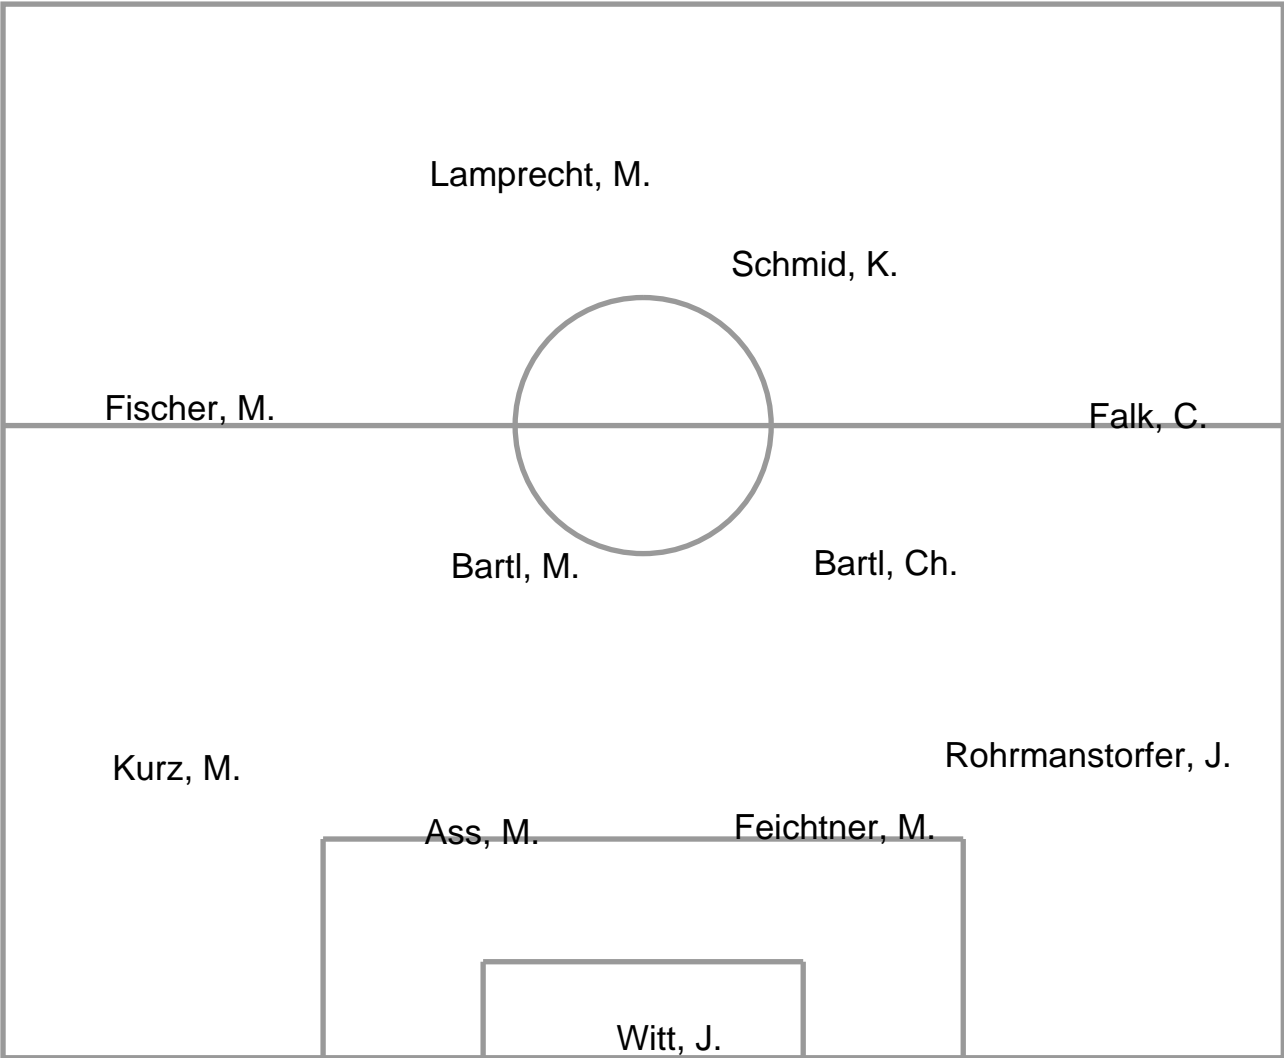 Lamprecht, M.
Schmid, K.
Fischer, M.
Falk, C.
Bartl, M.
Bartl, Ch.
Kurz, M.
Rohrmanstorfer, J.
Ass, M.
Feichtner, M.
Witt, J.